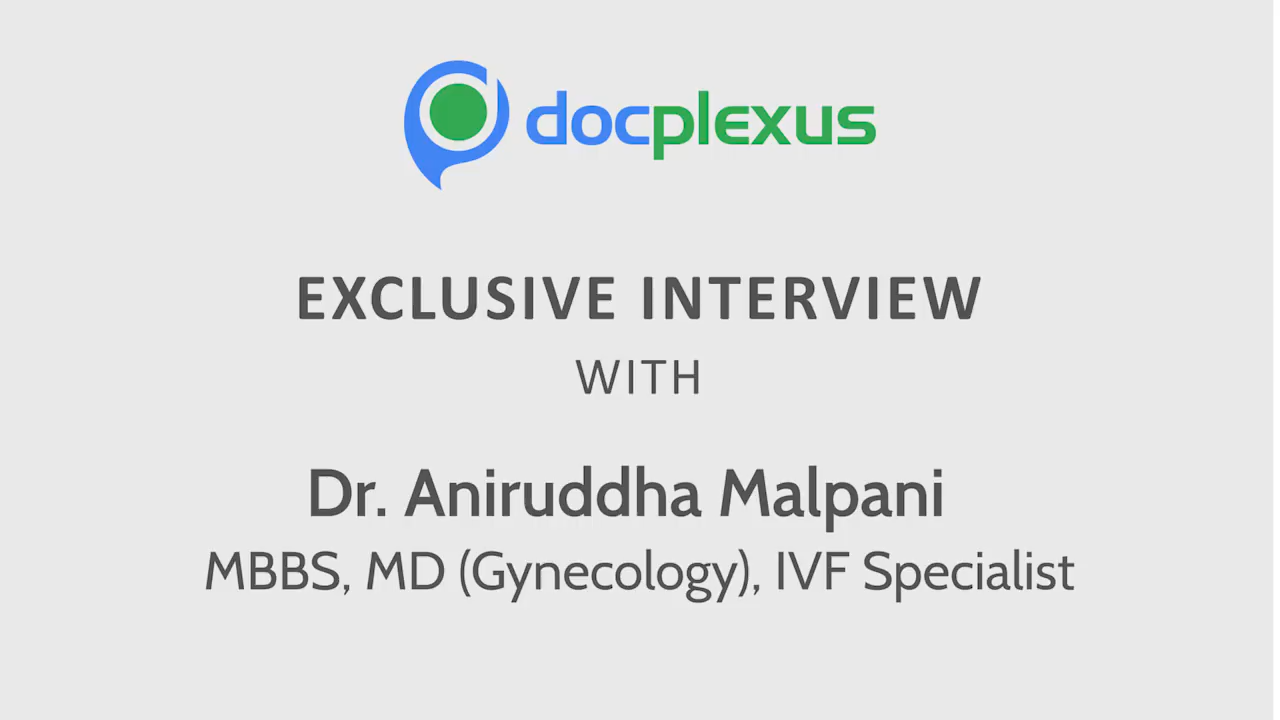 docplexus
EXCLUSIVE INTERVIEW
WITH
Dr. Aniruddha Malpani
MBBS, MD (Gynecology), IVF Specialist